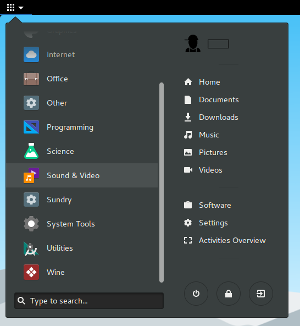 Internet
Office
Other
Programming
Science
Sound & Video
Sundry
System Tools
Utilities
Wine
Type to search...
Home
Documents
Downloads
Music
Pictures
Videos
Software
Settings
Activities Overview